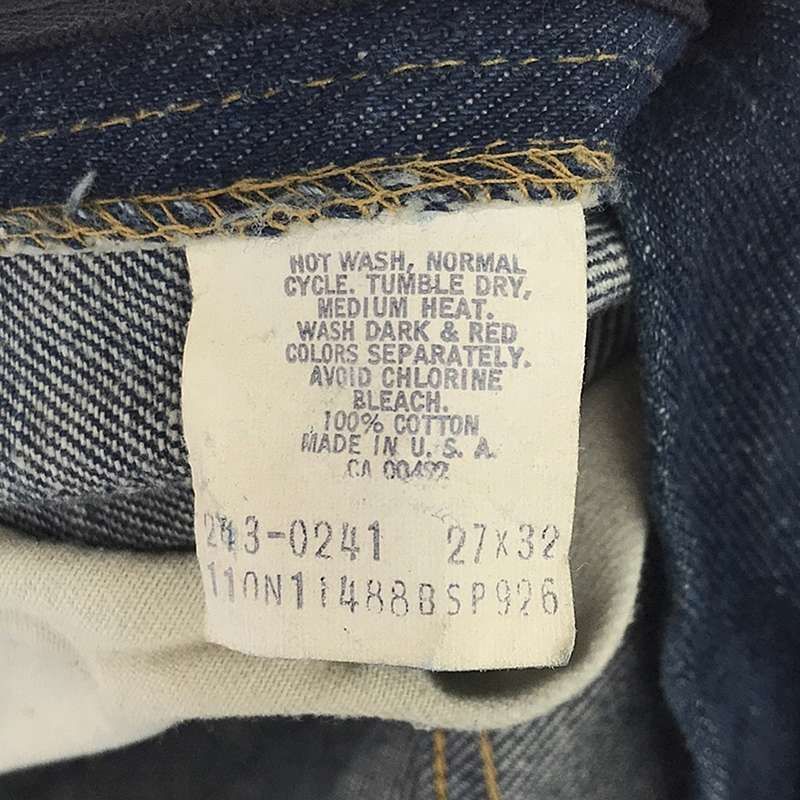 HOT WASH, NORMAL
CYCLE. TUMBLE DRY,
MEDIUM HEAT.
WASH DARK & RED
COLORS SEPARATELY.
AVOID CHLORINE
BLEACH.
100% COTTON
MADE IN U. S. A.
CA 00492
243-0241 27X32
110N11488BSP926